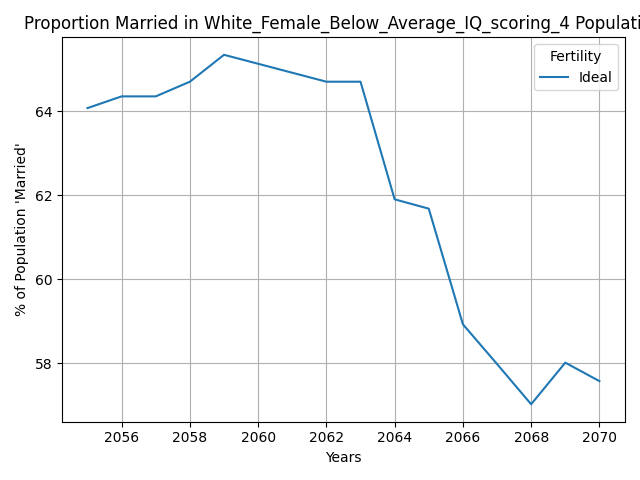 Proportion Married in White_Female_Below_Average_IQ_scoring_4 Populati
Fertility
Ideal
% of Population 'Married'
64
62
60
58
2056 2058 2060 2062 2064 2066 2068 2070
Years